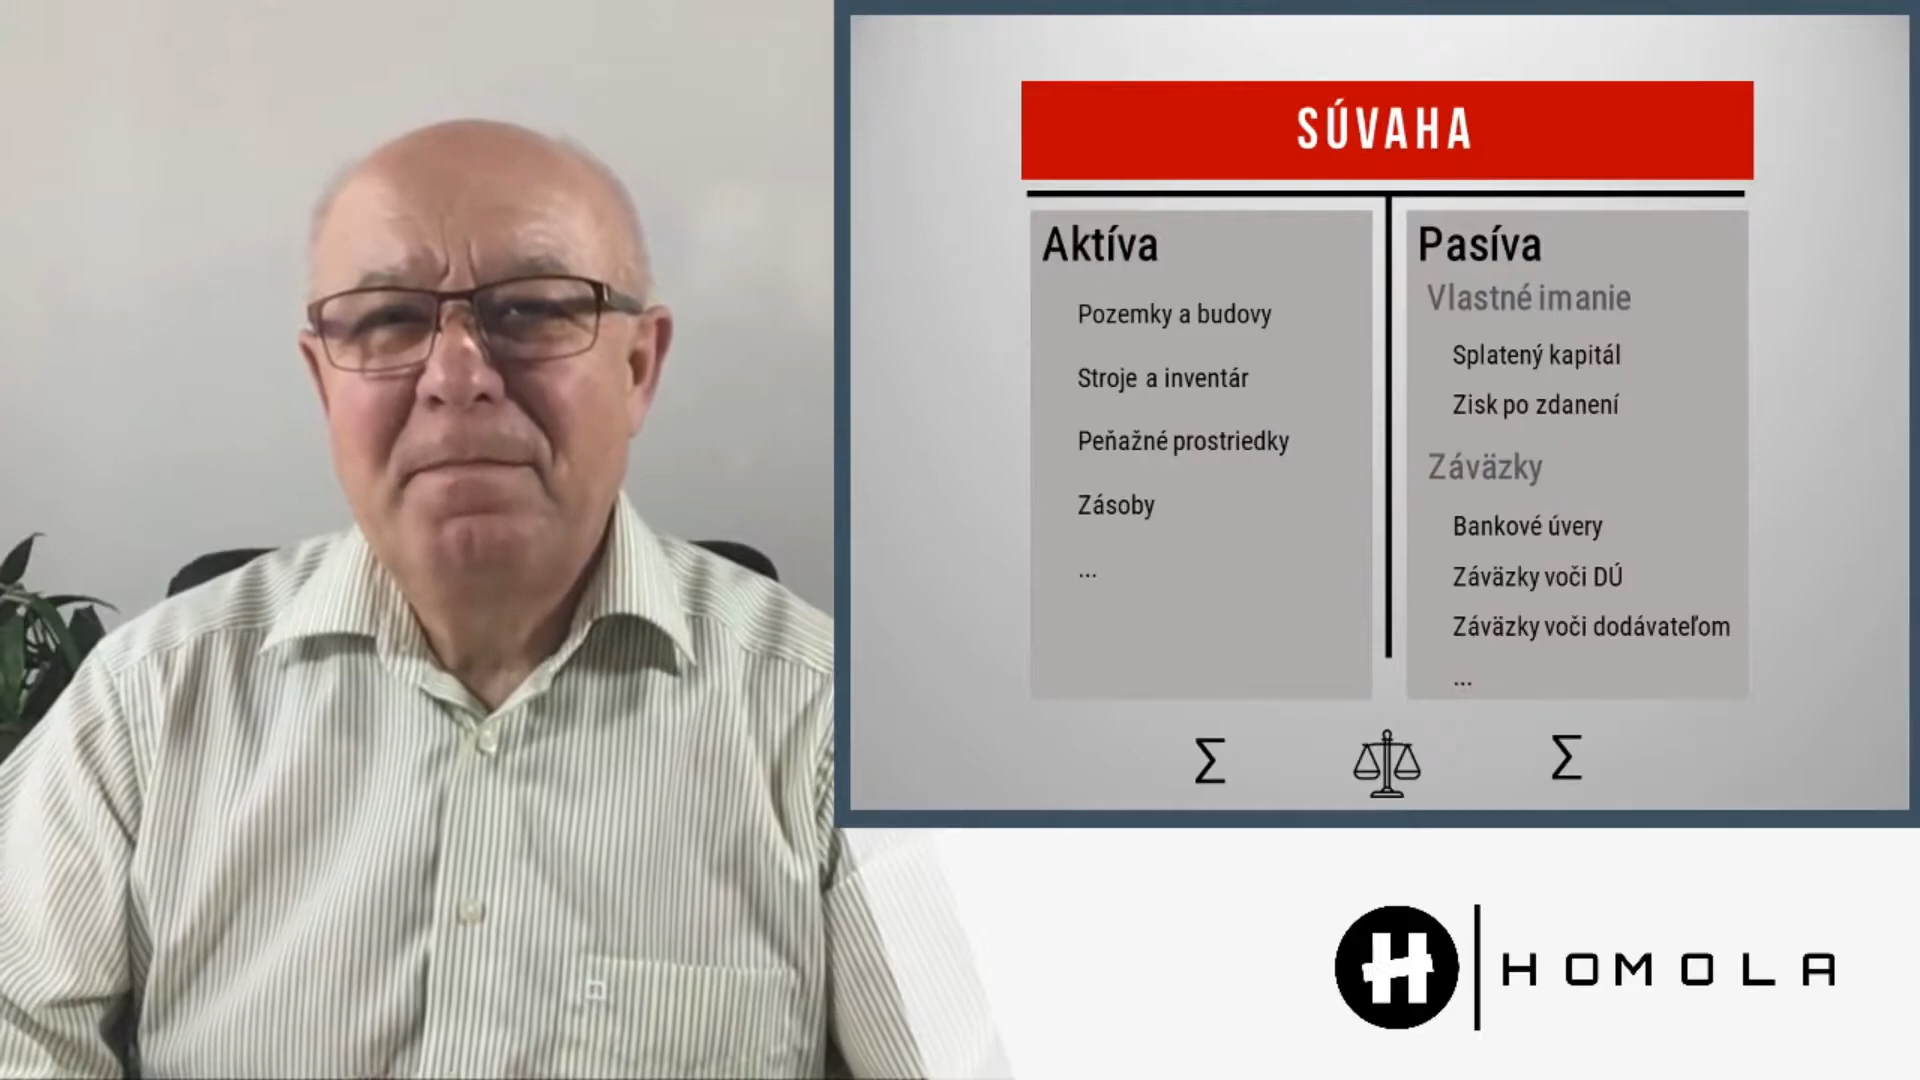 SÚVAHA
Aktíva
Pozemky a budovy
Stroje a inventár
Peňažné prostriedky
Zásoby
...
Pasíva
Vlastné imanie
Splatený kapitál
Zisk po zdanení
Záväzky
Bankové úvery
Záväzky voči DÚ
Záväzky voči dodávateľom
...
Σ Σ
H HOMOLA